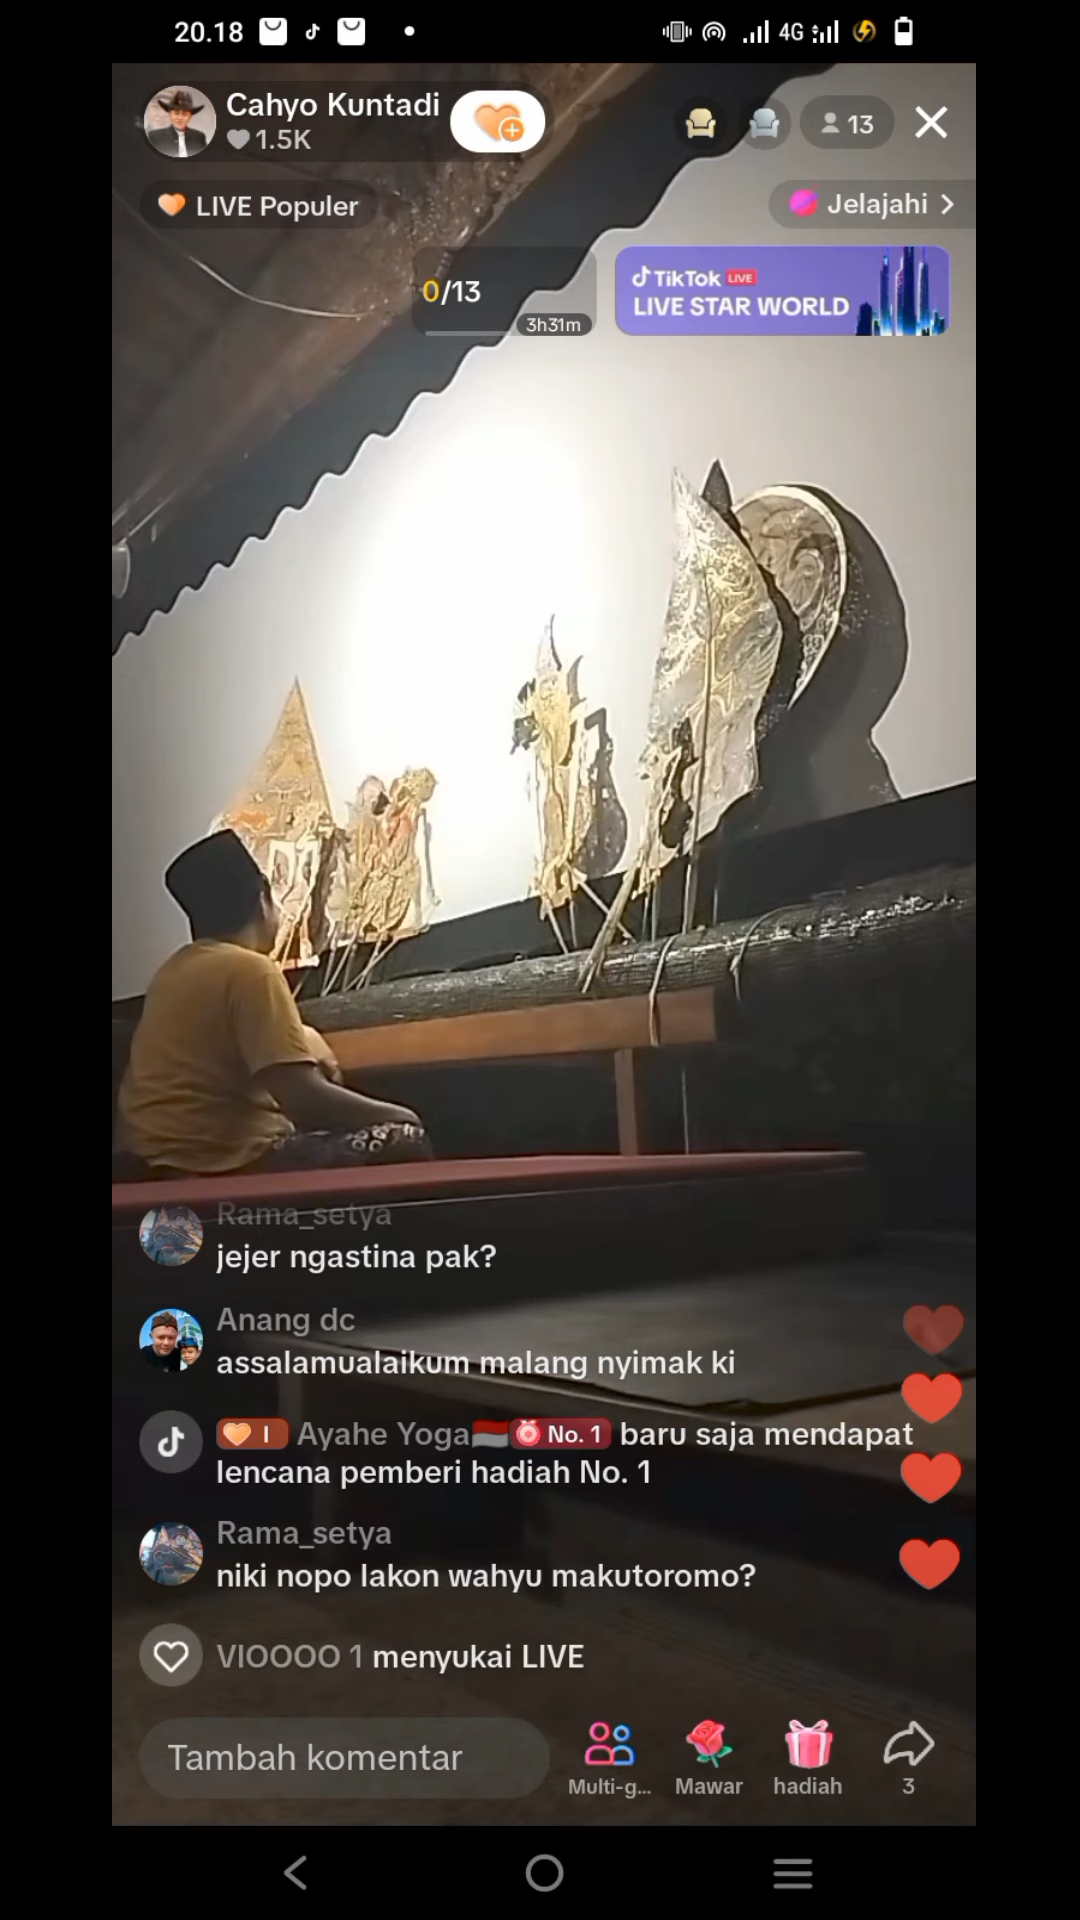 20.18
4G
Cahyo Kuntadi
1.5K
13
LIVE Populer
Jelajahi
0/13
3h31m
TikTok LIVE
LIVE STAR WORLD
Rama_setya
jejer ngastina pak?
Anang dc
assalamualaikum malang nyimak ki
I Ayahe Yoga No. 1 baru saja mendapat
lencana pemberi hadiah No. 1
Rama_setya
niki nopo lakon wahyu makutoromo?
VIOOOO 1 menyukai LIVE
Tambah komentar
Multi-g...
Mawar
hadiah
3